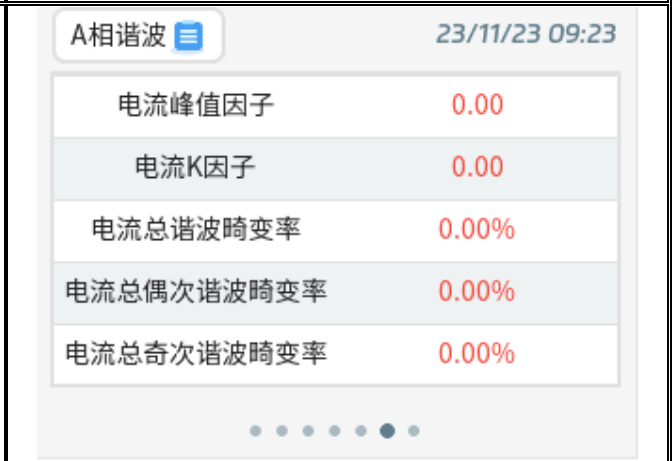 A相谐波 23/11/23 09:23
电流峰值因子 0.00
电流K因子 0.00
电流总谐波畸变率 0.00%
电流总偶次谐波畸变率 0.00%
电流总奇次谐波畸变率 0.00%